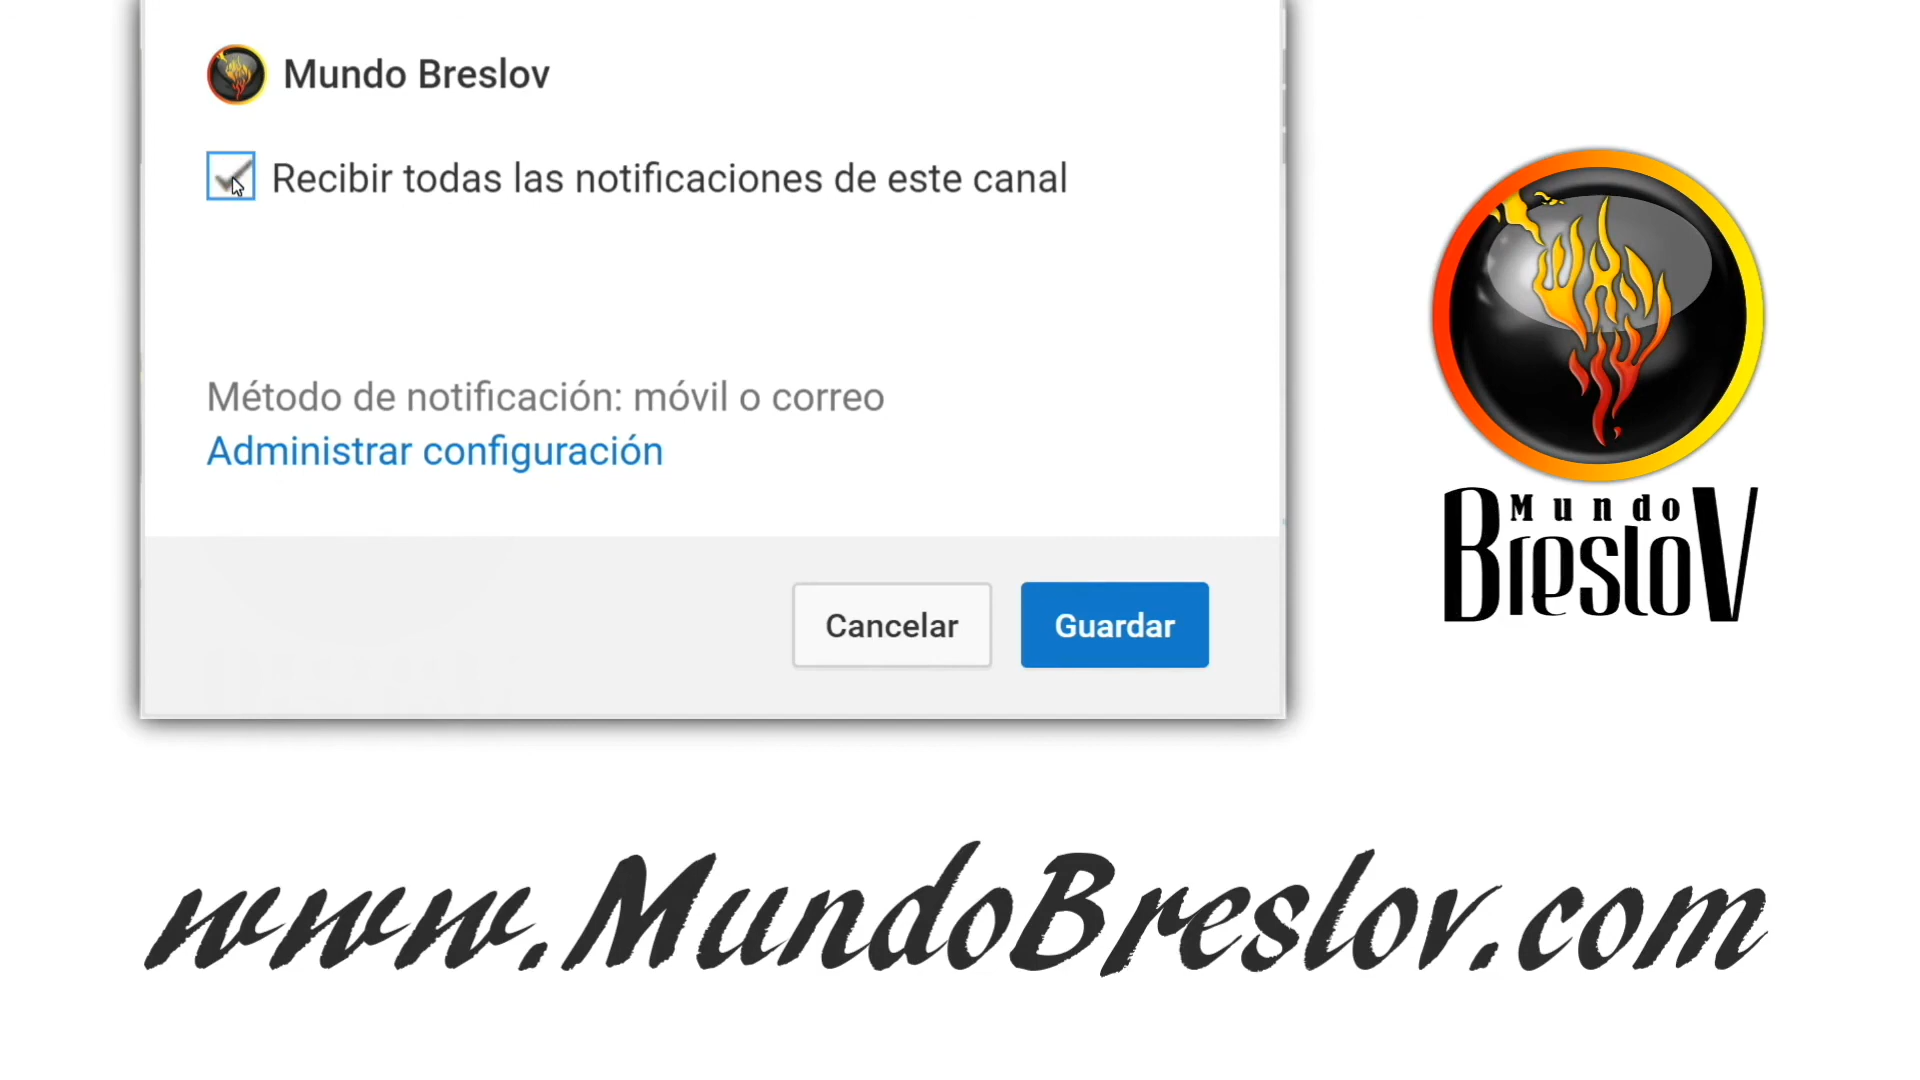 Mundo Breslov
Recibir todas las notificaciones de este canal
Método de notificación: móvil o correo
Administrar configuración
Cancelar
Guardar
Mundo
BresloV
www.MundoBreslov.com